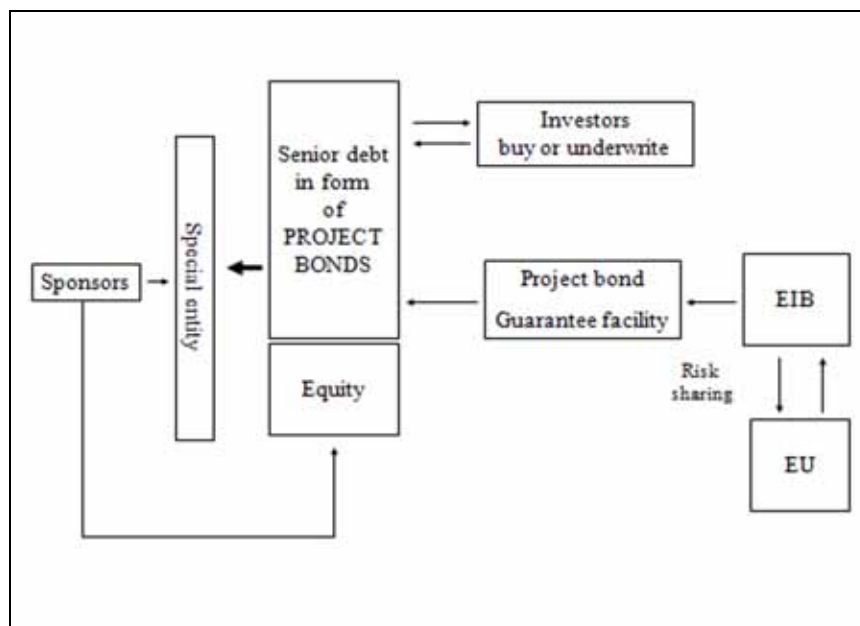 Sponsors
Special entity
Senior debt
in form
of
PROJECT
BONDS
Equity
Investors
buy or underwrite
Project bond
Guarantee facility
EIB
Risk
sharing
EU